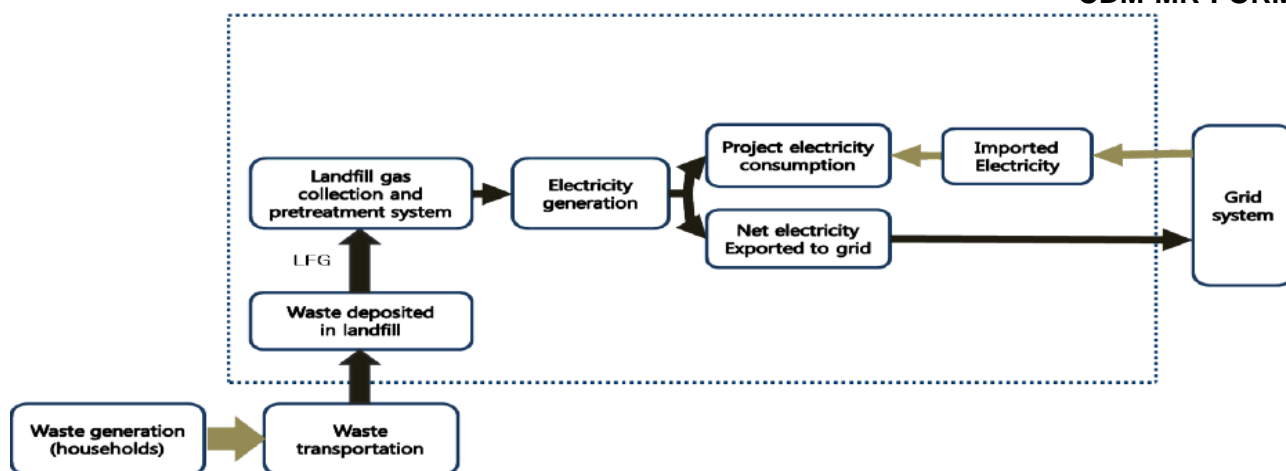 Project electricity
consumption
Imported
Electricity
Landfill gas
collection and
pretreatment system
Electricity
generation
Grid
system
Net electricity
Exported to grid
LFG
Waste deposited
in landfill
Waste generation
(households)
Waste
transportation